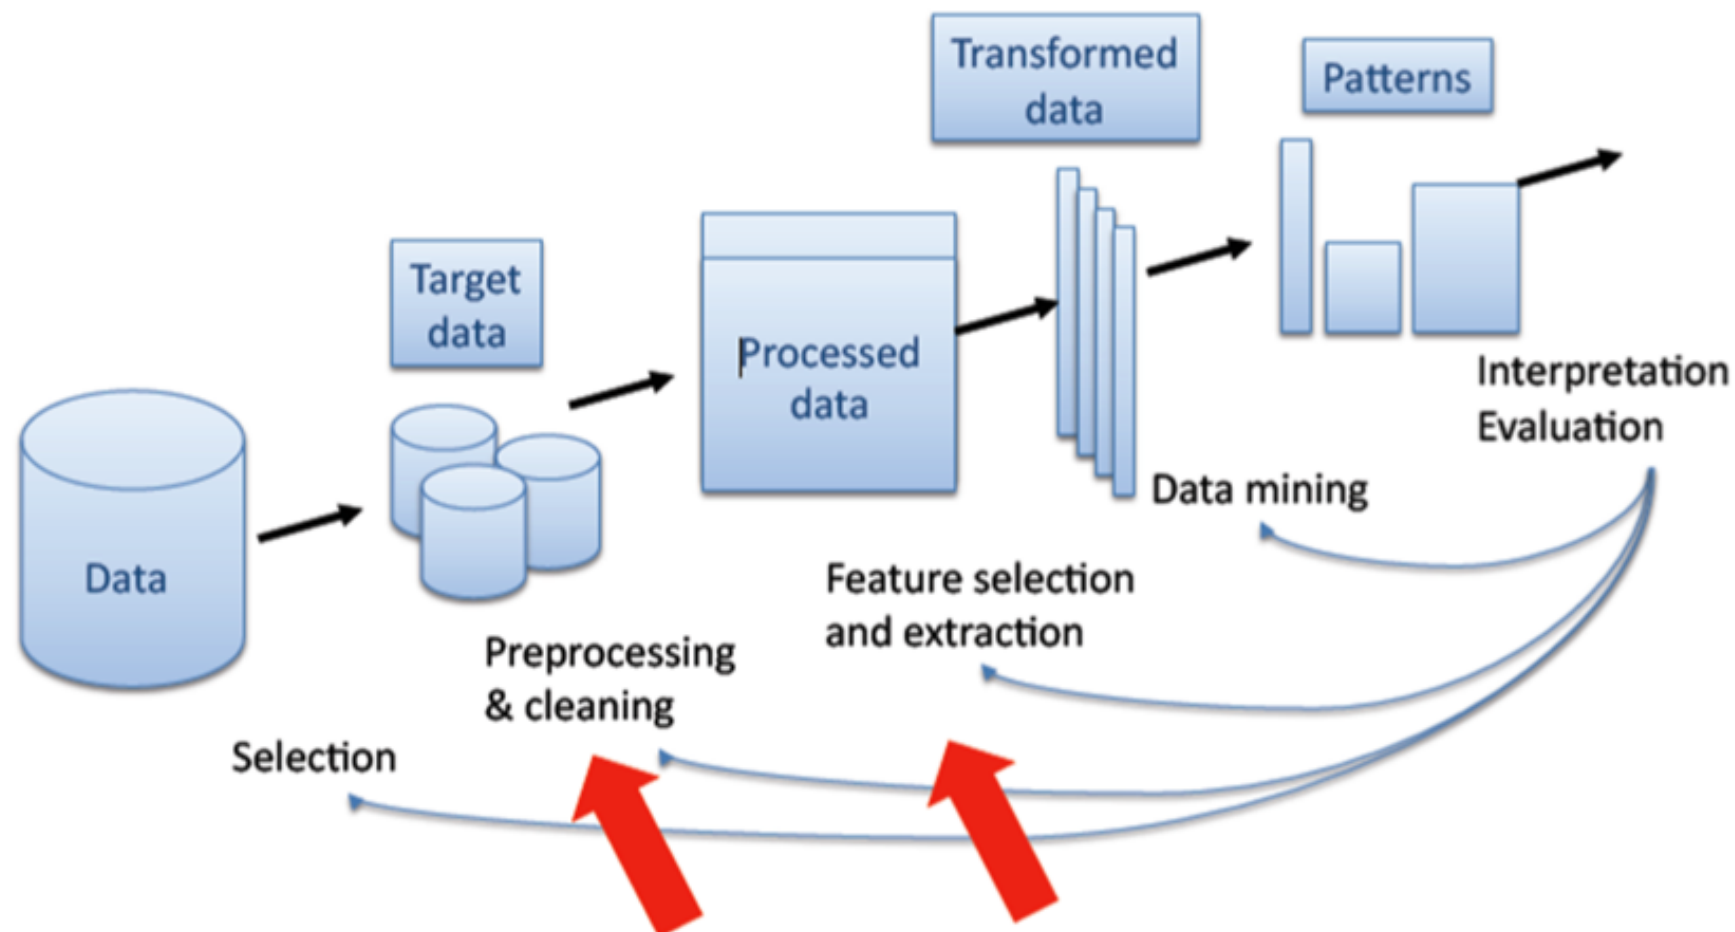 Transformed
data
Patterns
Target
data
Processed
data
Data
Interpretation
Evaluation
Data mining
Feature selection
and extraction
Preprocessing
& cleaning
Selection